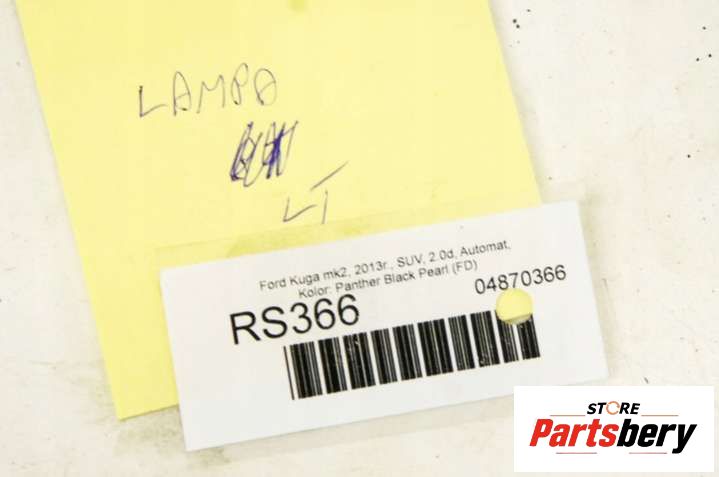 LAMPA
LT
Ford Kuga mk2, 2013r., SUV, 2.0d, Automat,
Kolor: Panther Black Pearl (FD)
RS366
04870366
STORE
Partsbery